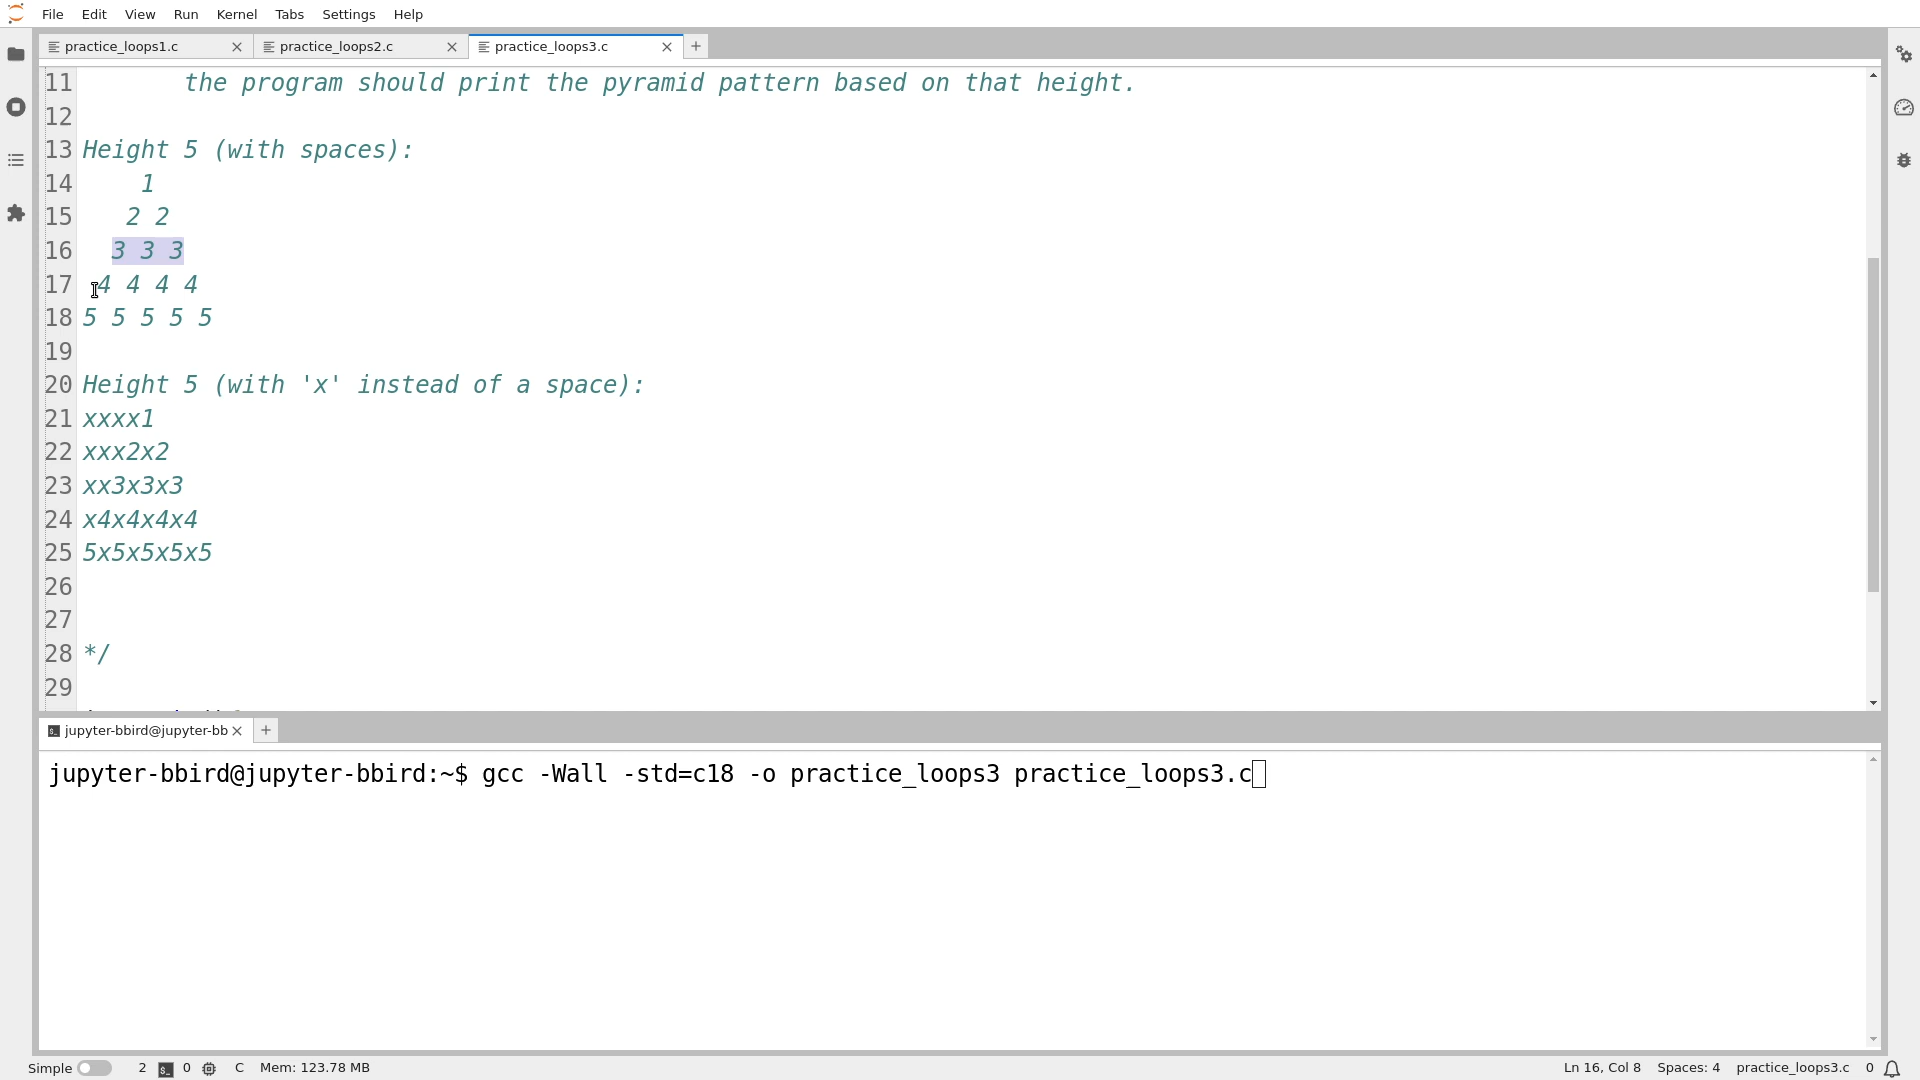 File Edit View Run Kernel Tabs Settings Help
practice_loops1.c practice_loops2.c practice_loops3.c
11 the program should print the pyramid pattern based on that height.
12
13 Height 5 (with spaces):
14     1
15    2 2
16   3 3 3
17  4 4 4 4
18 5 5 5 5 5
19
20 Height 5 (with 'x' instead of a space):
21 xxxx1
22 xxx2x2
23 xx3x3x3
24 x4x4x4x4
25 5x5x5x5x5
26
27
28 */
29
jupyter-bbird@jupyter-bb
jupyter-bbird@jupyter-bbird:~$ gcc -Wall -std=c18 -o practice_loops3 practice_loops3.c
Simple 2 0 C Mem: 123.78 MB Ln 16, Col 8 Spaces: 4 practice_loops3.c 0